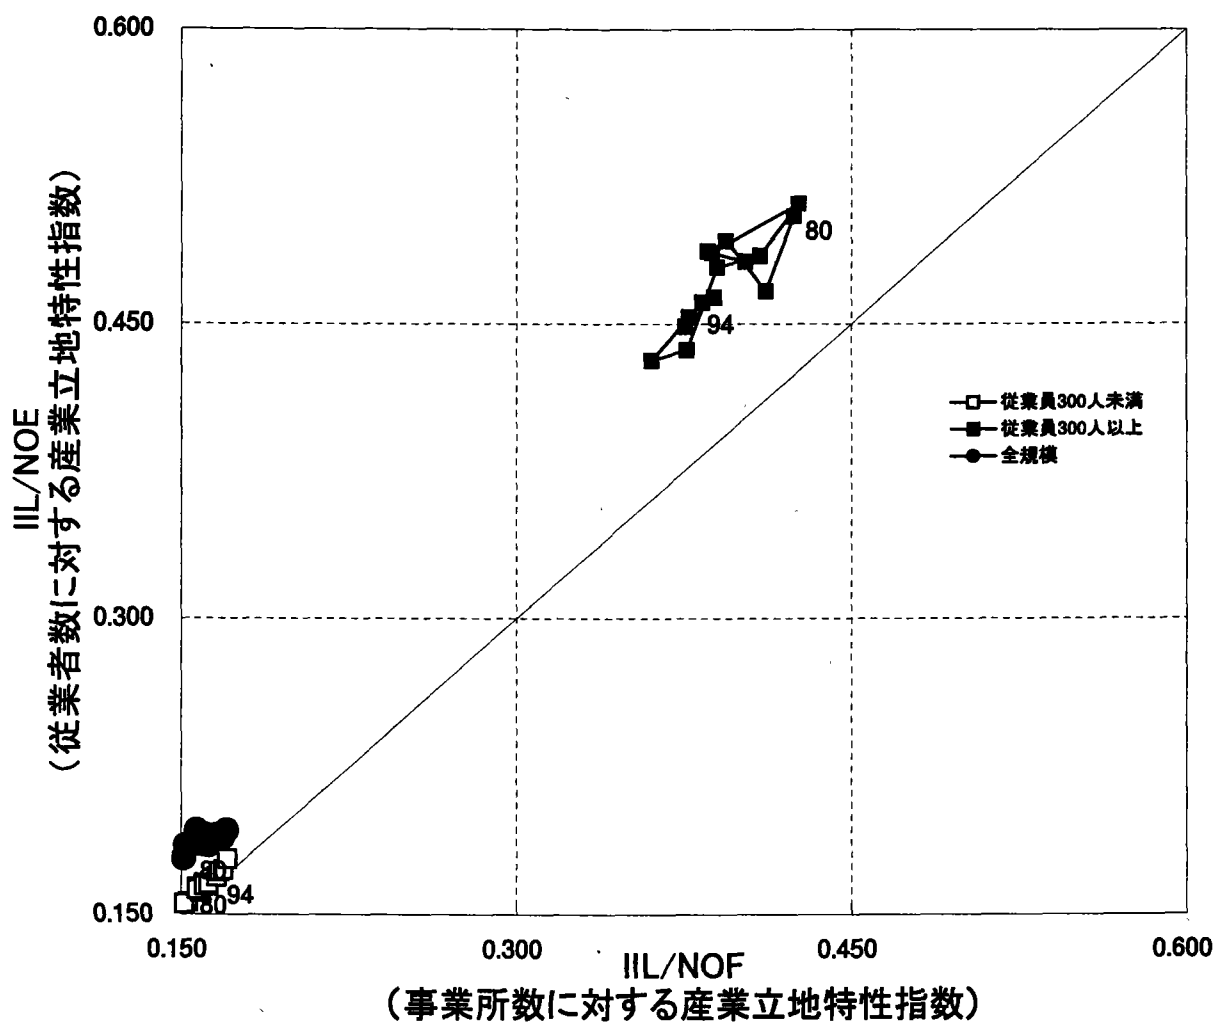 0.600
0.450
0.300
0.150
IIL/NOE
(従業者数に対する産業立地特性指数)
80
94
従業員300人未満
従業員300人以上
全規模
94
80
0.150
0.300
0.450
0.600
IIL/NOF
(事業所数に対する産業立地特性指数)